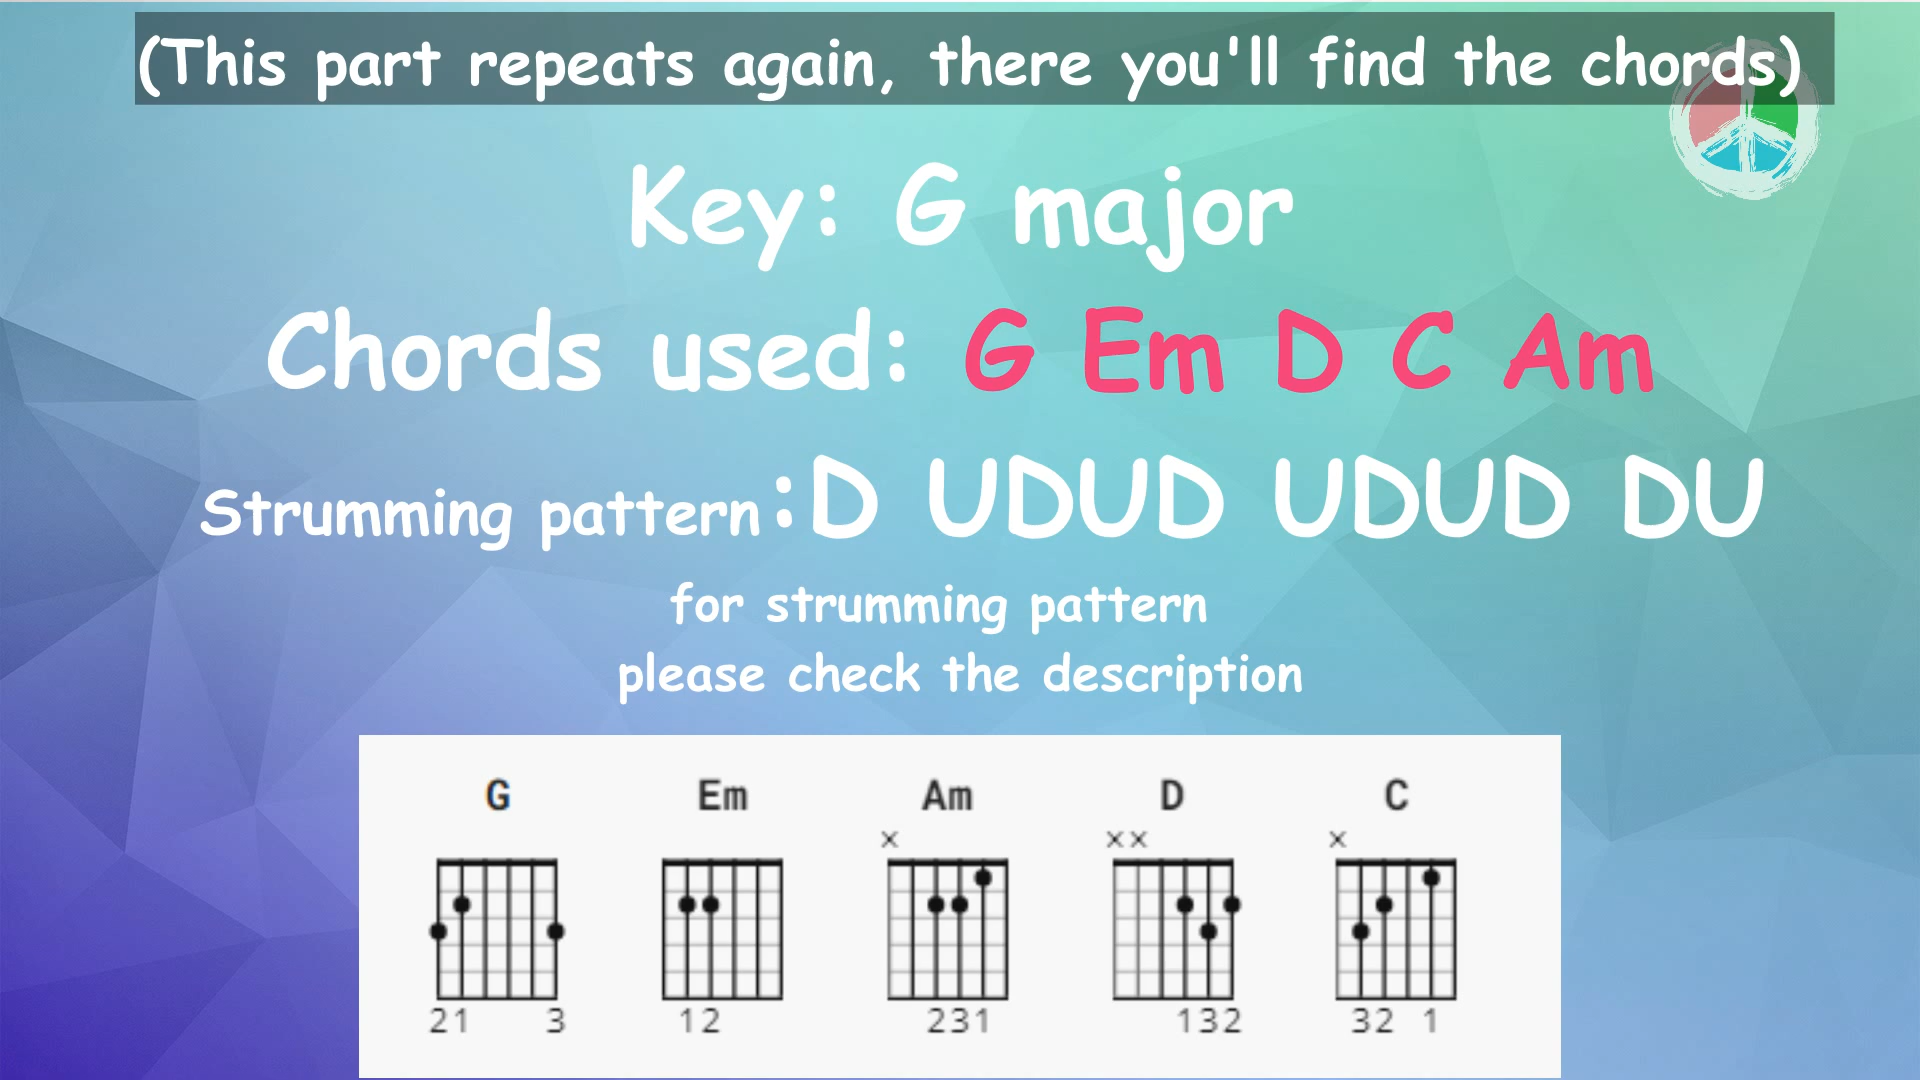 (This part repeats again, there you'll find the chords)
Key: G major
Chords used: G Em D C Am
Strumming pattern:D UDUD UDUD DU
for strumming pattern
please check the description
G Em Am D C
x xx x
21 3 12 231 132 32 1